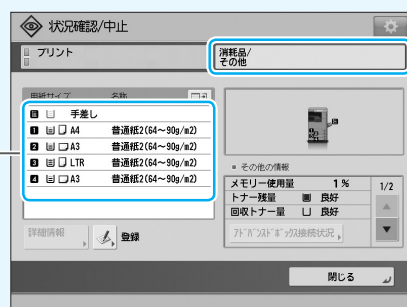 状況確認/中止
プリント
消耗品/
その他
用紙サイズ 名称
手差し
1 A4 普通紙2(64～90g/m2)
2 A3 普通紙2(64～90g/m2)
3 LTR 普通紙2(64～90g/m2)
4 A3 普通紙2(64～90g/m2)
その他の情報
メモリー使用量 1 %
トナー残量 良好
回収トナー量 良好
1/2
詳細情報
登録
ｱﾄﾞﾊﾞﾝｽﾄﾞﾎﾞｯｸｽ接続状況
閉じる